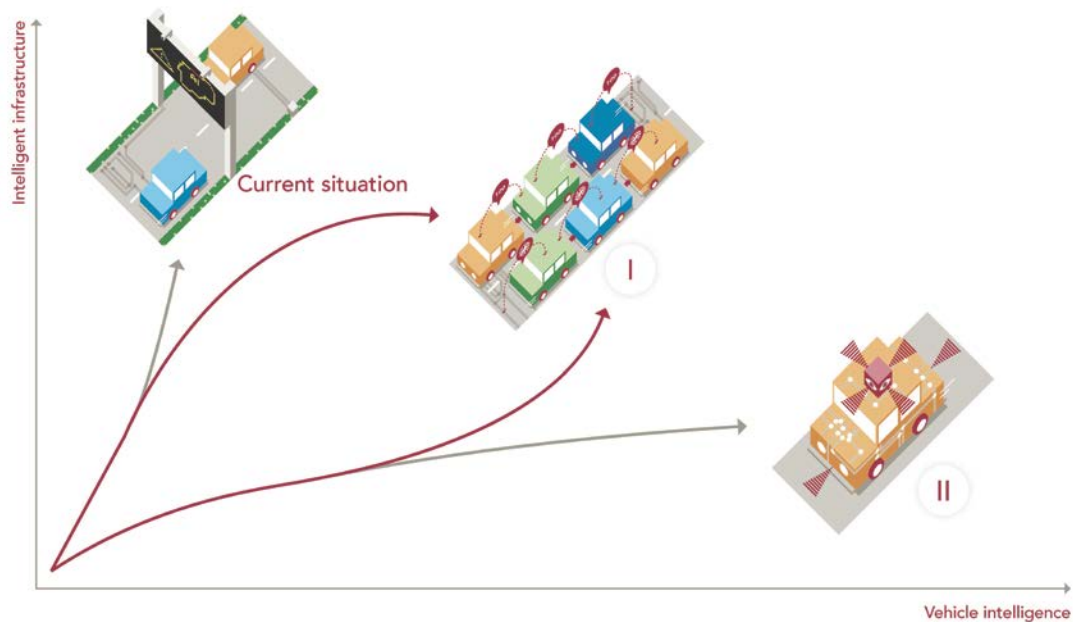 Intelligent infrastructure
Current situation
I
II
Vehicle intelligence